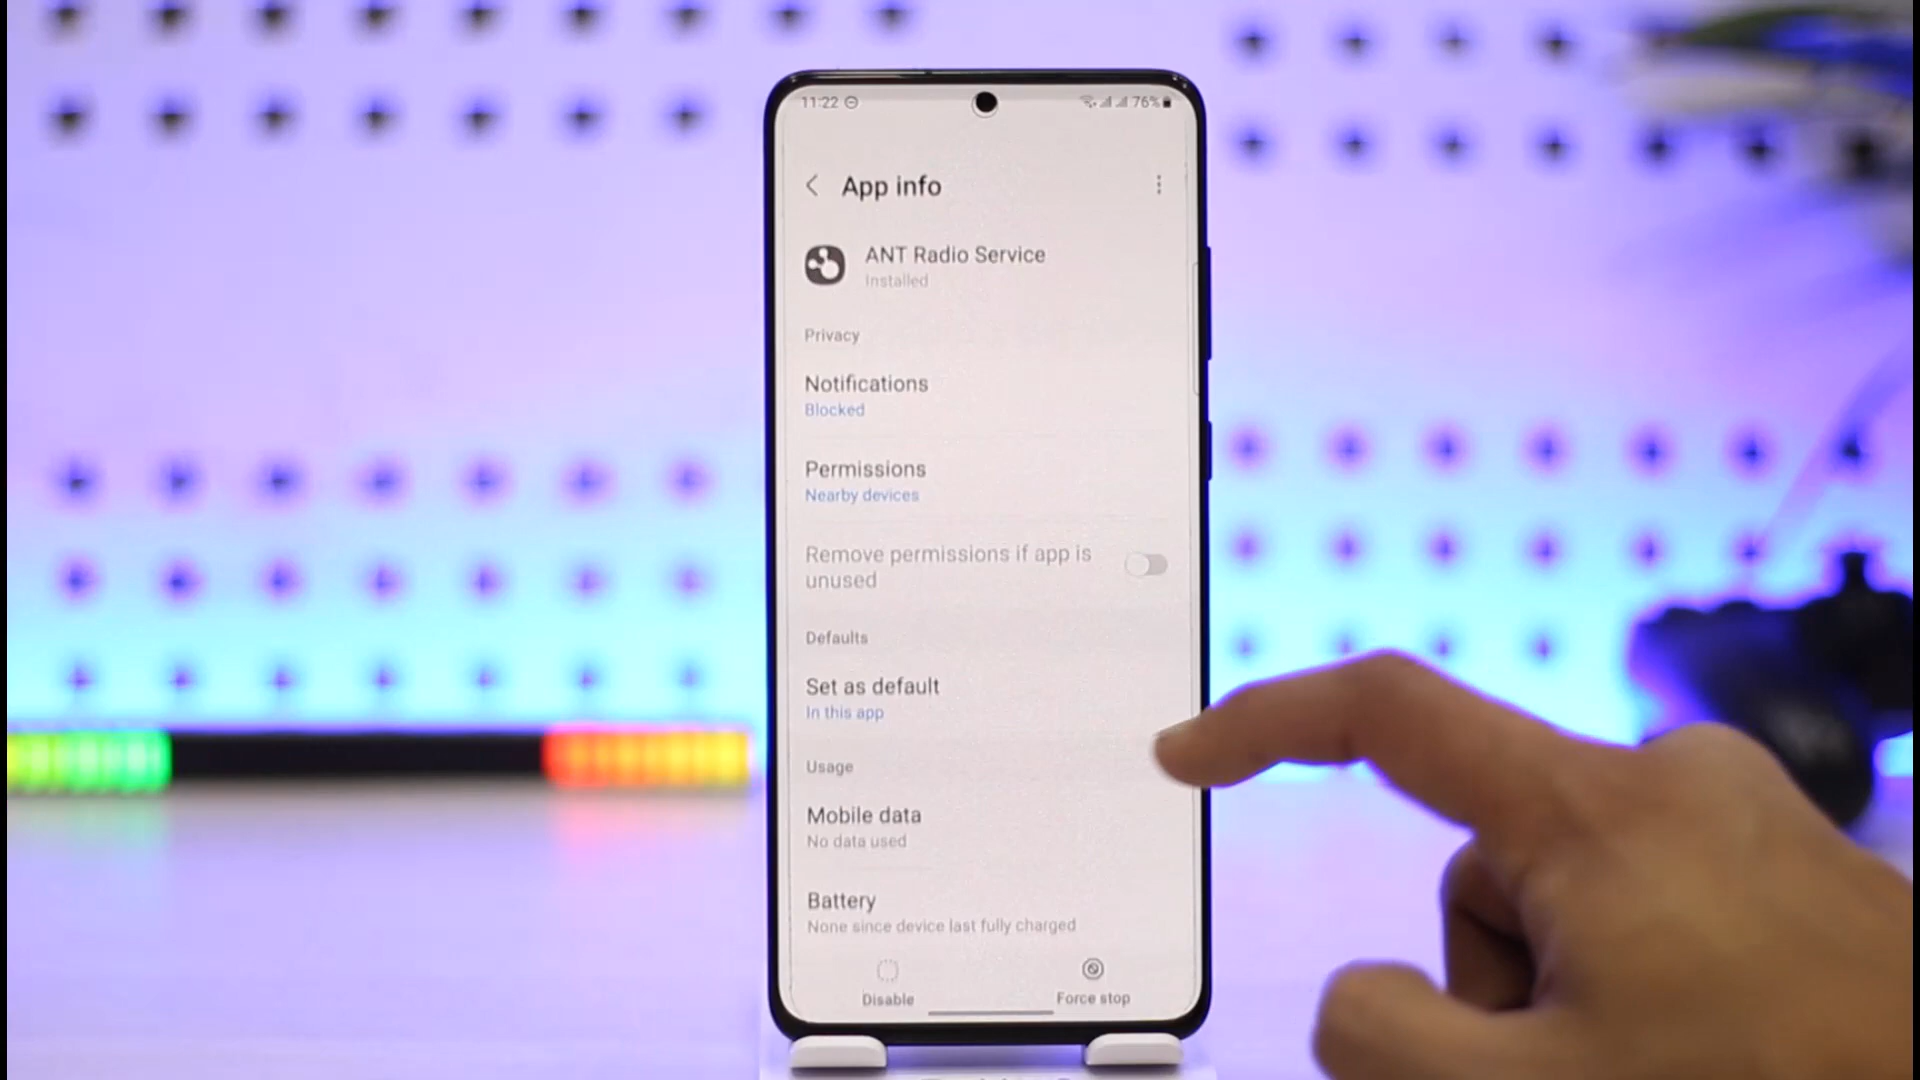 11:22
76%
App info
ANT Radio Service
Installed
Privacy
Notifications
Blocked
Permissions
Nearby devices
Remove permissions if app is
unused
Defaults
Set as default
In this app
Usage
Mobile data
No data used
Battery
None since device last fully charged
Disable
Force stop